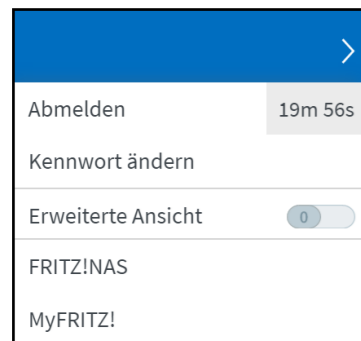 Abmelden 19m 56s
Kennwort ändern
Erweiterte Ansicht 0
FRITZ!NAS
MyFRITZ!